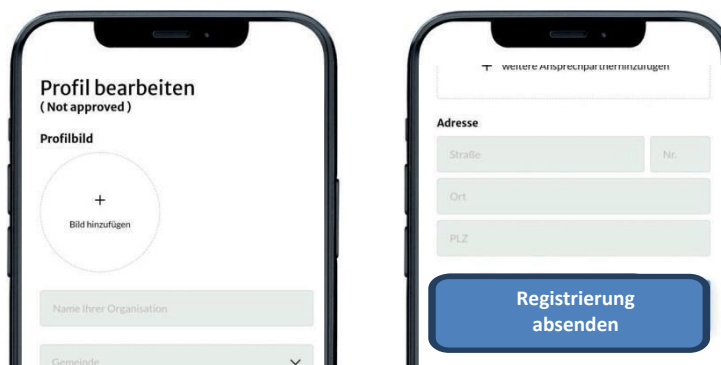 Profil bearbeiten
( Not approved )
Profilbild
+
Bild hinzufügen
Name Ihrer Organisation
Gemeinde
+ weitere Ansprechpartnerhinzufügen
Adresse
Straße
Nr.
Ort
PLZ
Registrierung
absenden